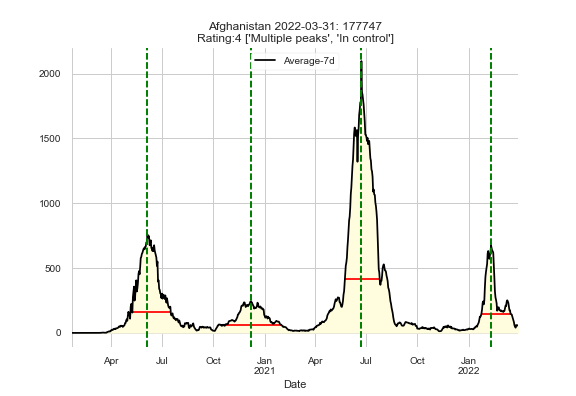 Afghanistan 2022-03-31: 177747
Rating:4 ['Multiple peaks', 'In control']
Average-7d
2000
1500
1000
500
0
Apr Jul Oct Jan Apr Jul Oct Jan
2021 2022
Date